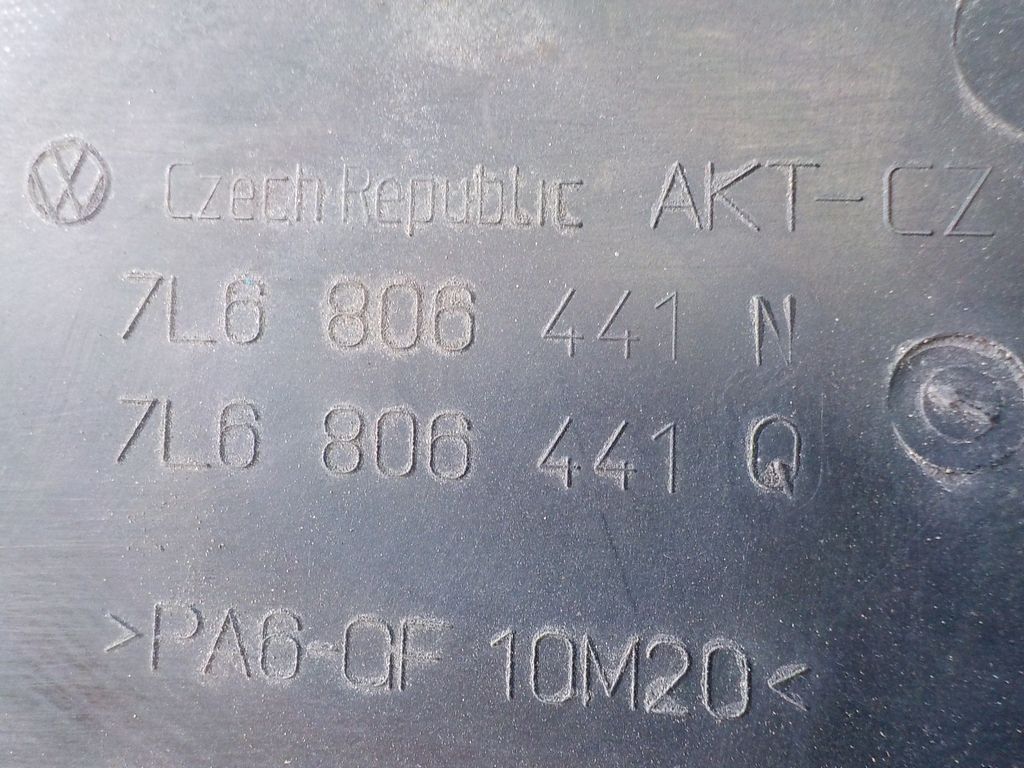 Czech Republic AKT-CZ
7L6 806 441 N
7L6 806 441 Q
>PA6-GF 10M20<